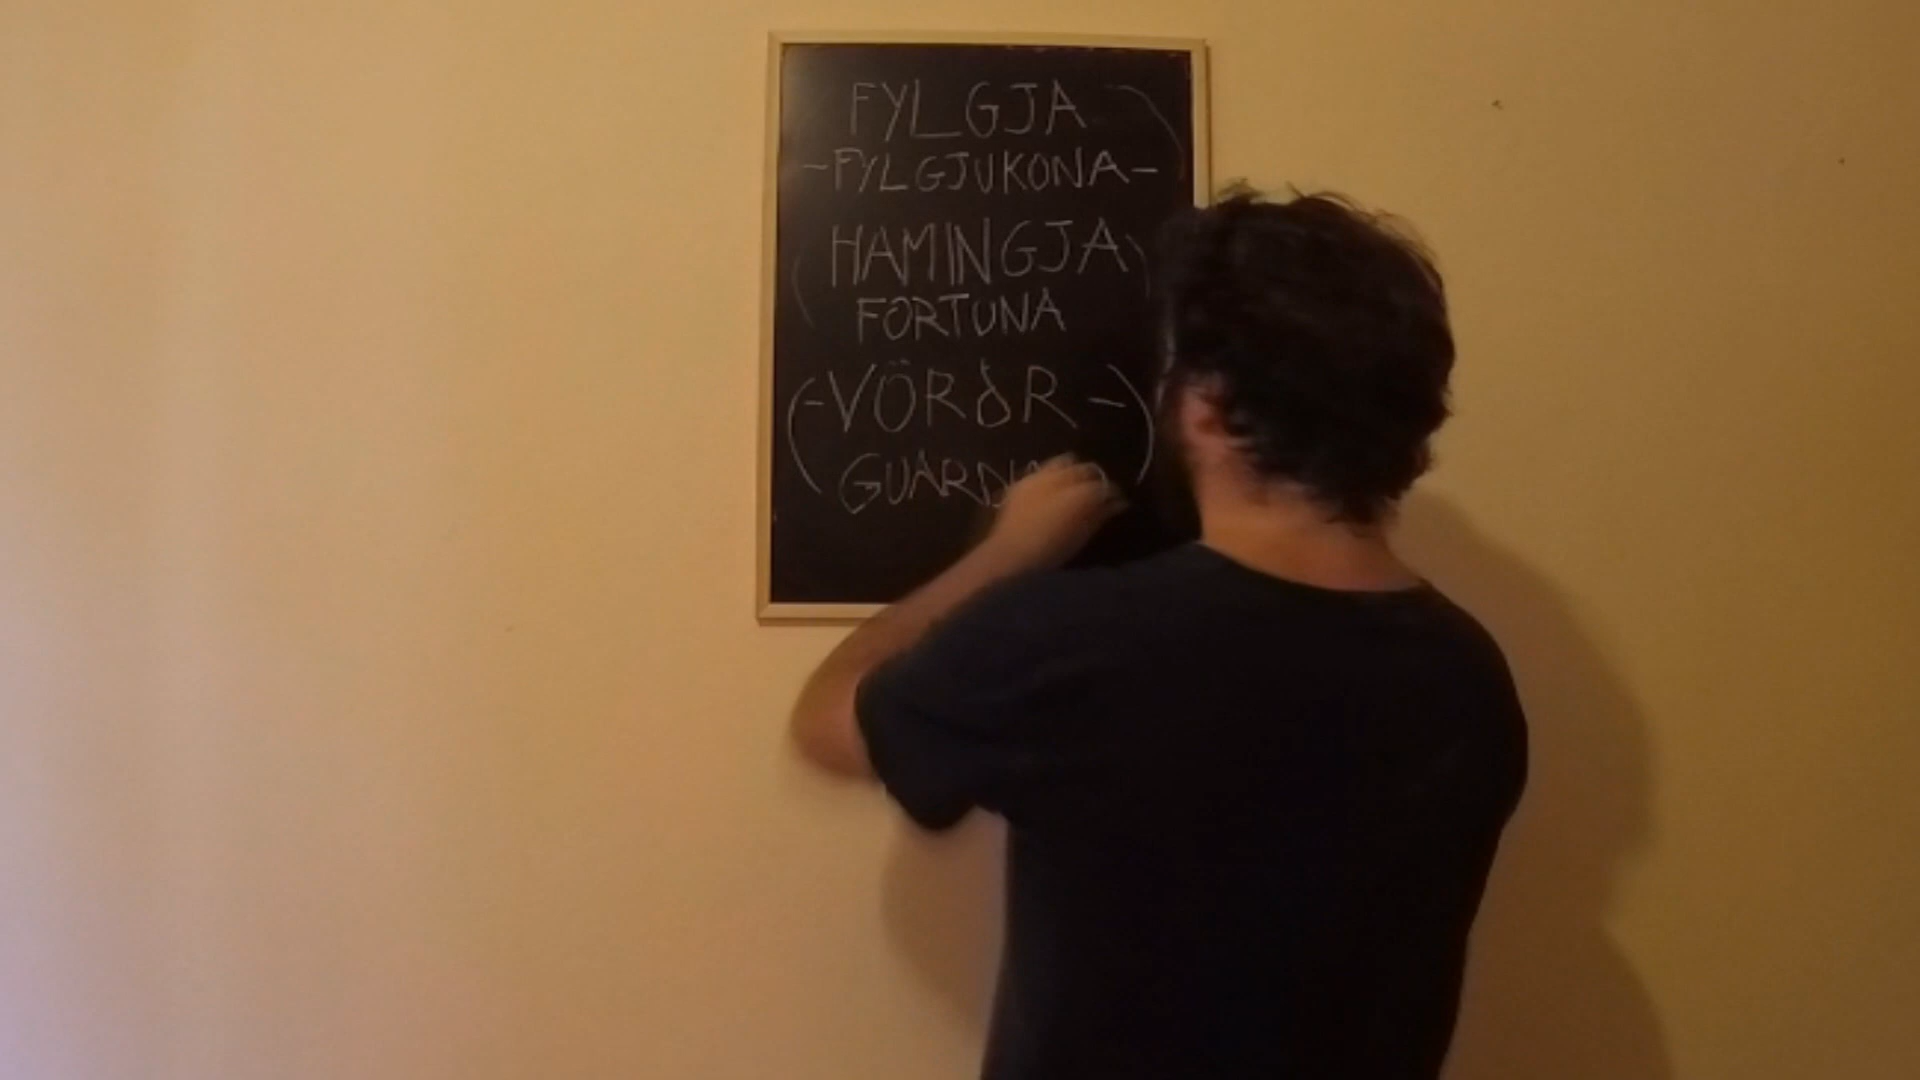 FYLGJA
-FYLGJUKONA-
HAMINGJA
FORTUNA
(-VÖRðR-)